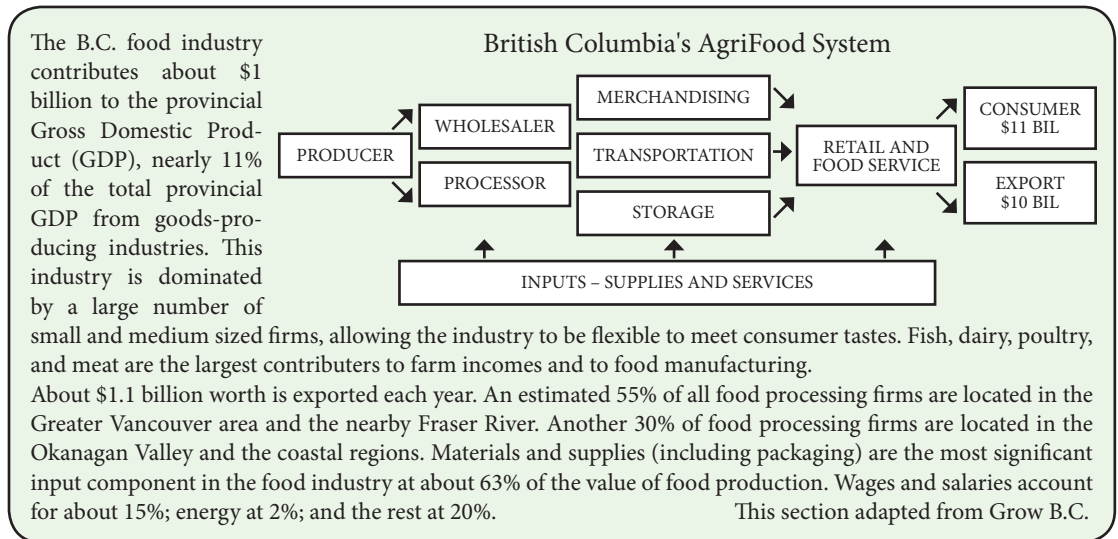 The B.C. food industry
contributes about $1
billion to the provincial
Gross Domestic Prod-
uct (GDP), nearly 11%
of the total provincial
GDP from goods-pro-
ducing industries. This
industry is dominated
by a large number of
British Columbia's AgriFood System
PRODUCER
WHOLESALER
PROCESSOR
MERCHANDISING
TRANSPORTATION
STORAGE
RETAIL AND
FOOD SERVICE
CONSUMER
$11 BIL
EXPORT
$10 BIL
INPUTS – SUPPLIES AND SERVICES
small and medium sized firms, allowing the industry to be flexible to meet consumer tastes. Fish, dairy, poultry,
and meat are the largest contributors to farm incomes and to food manufacturing.
About $1.1 billion worth is exported each year. An estimated 55% of all food processing firms are located in the
Greater Vancouver area and the nearby Fraser River. Another 30% of food processing firms are located in the
Okanagan Valley and the coastal regions. Materials and supplies (including packaging) are the most significant
input component in the food industry at about 63% of the value of food production. Wages and salaries account
for about 15%; energy at 2%; and the rest at 20%. This section adapted from Grow B.C.